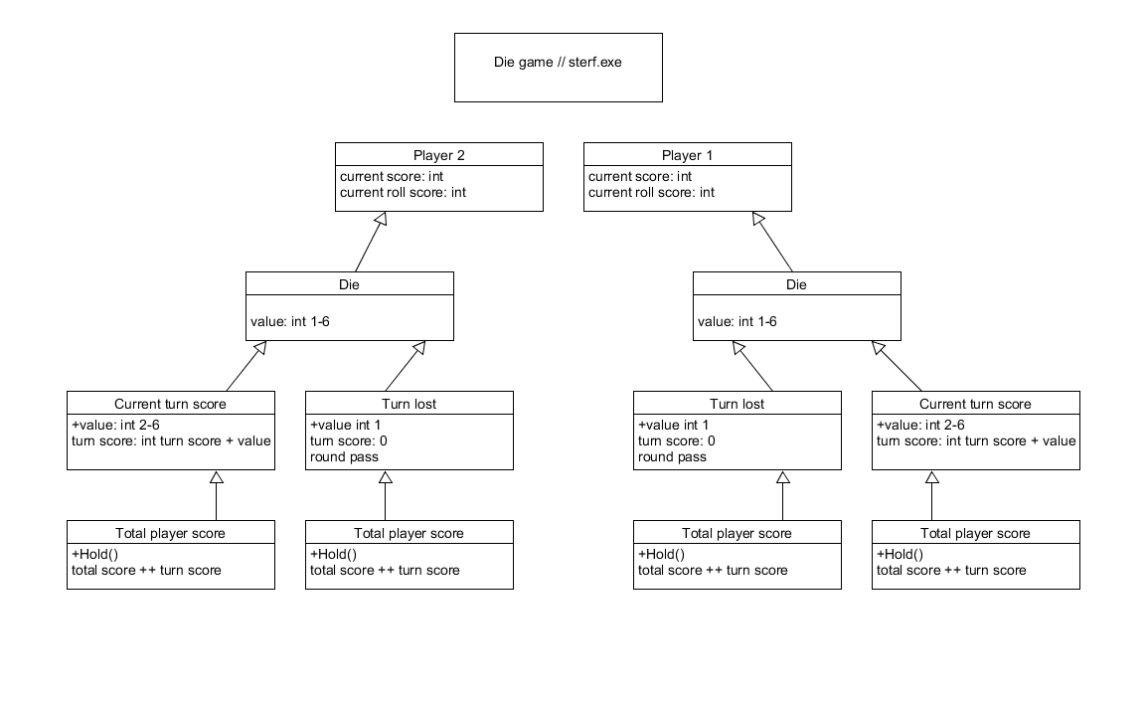 Die game // sterf.exe
Player 2
current score: int
current roll score: int
Player 1
current score: int
current roll score: int
Die
value: int 1-6
Die
value: int 1-6
Current turn score
+value: int 2-6
turn score: int turn score + value
Turn lost
+value int 1
turn score: 0
round pass
Turn lost
+value int 1
turn score: 0
round pass
Current turn score
+value: int 2-6
turn score: int turn score + value
Total player score
+Hold()
total score ++ turn score
Total player score
+Hold()
total score ++ turn score
Total player score
+Hold()
total score ++ turn score
Total player score
+Hold()
total score ++ turn score